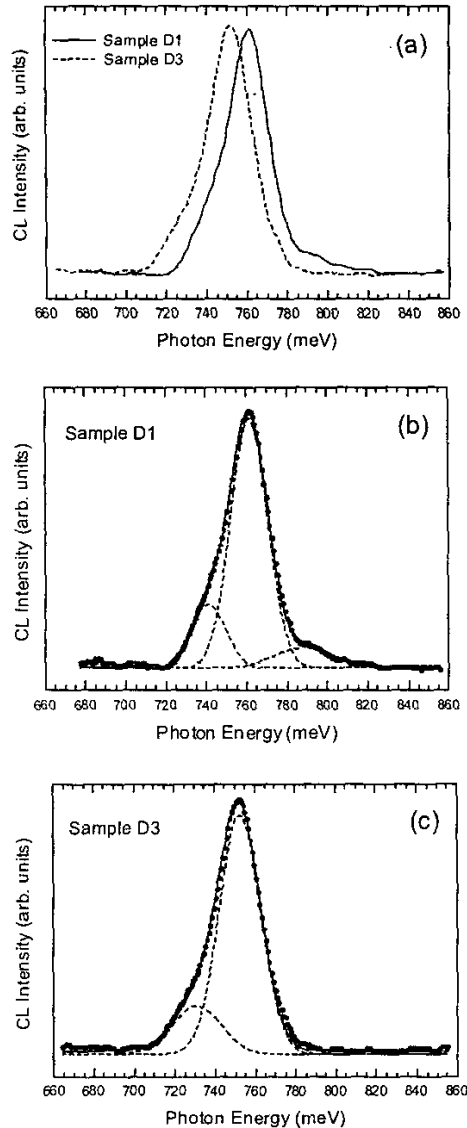 (a)
Sample D1
Sample D3
CL Intensity (arb. units)
660 680 700 720 740 760 780 800 820 840 860
Photon Energy (meV)
(b)
Sample D1
CL Intensity (arb. units)
660 680 700 720 740 760 780 800 820 840 860
Photon Energy (meV)
(c)
Sample D3
CL Intensity (arb. units)
660 680 700 720 740 760 780 800 820 840 860
Photon Energy (meV)